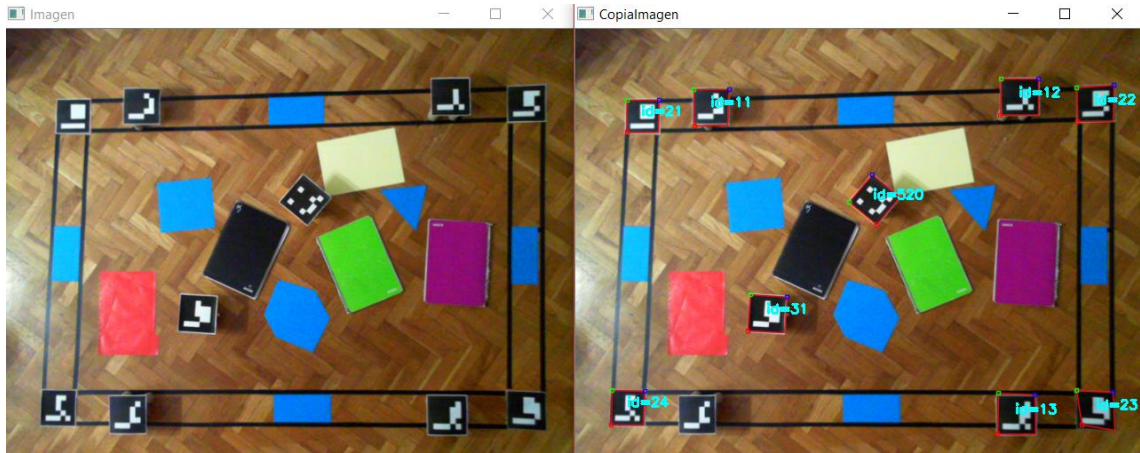 Imagen
CopiaImagen
id=21
id=11
id=12
id=22
id=520
id=31
id=24
id=13
id=23